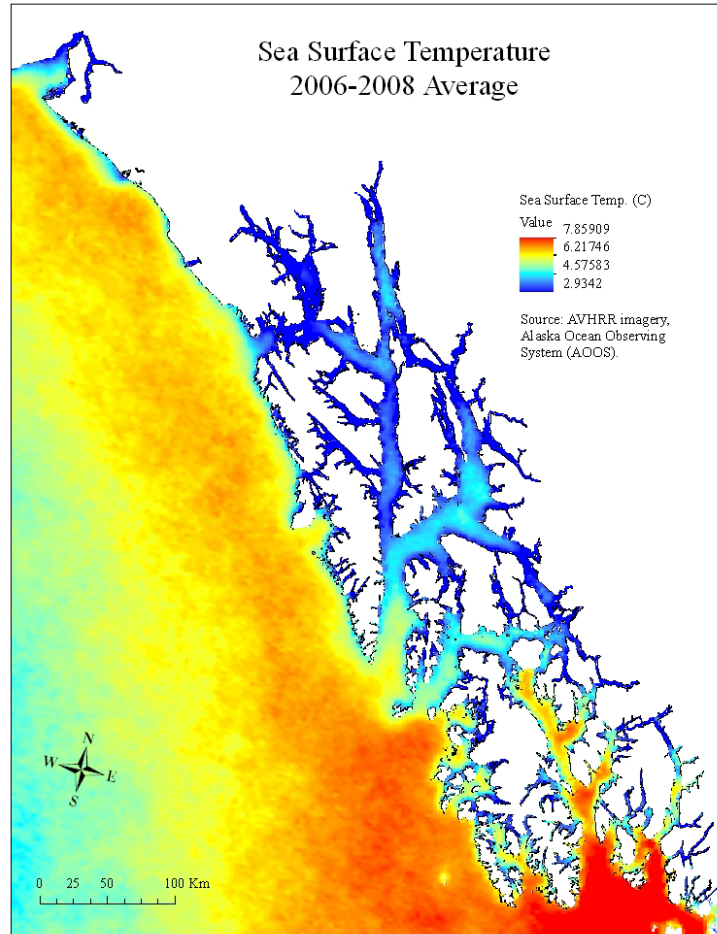 Sea Surface Temperature
2006-2008 Average
Sea Surface Temp. (C)
Value
7.85909
6.21746
4.57583
2.9342
Source: AVHRR imagery,
Alaska Ocean Observing
System (AOOS).
N
W
E
S
0 25 50 100 Km